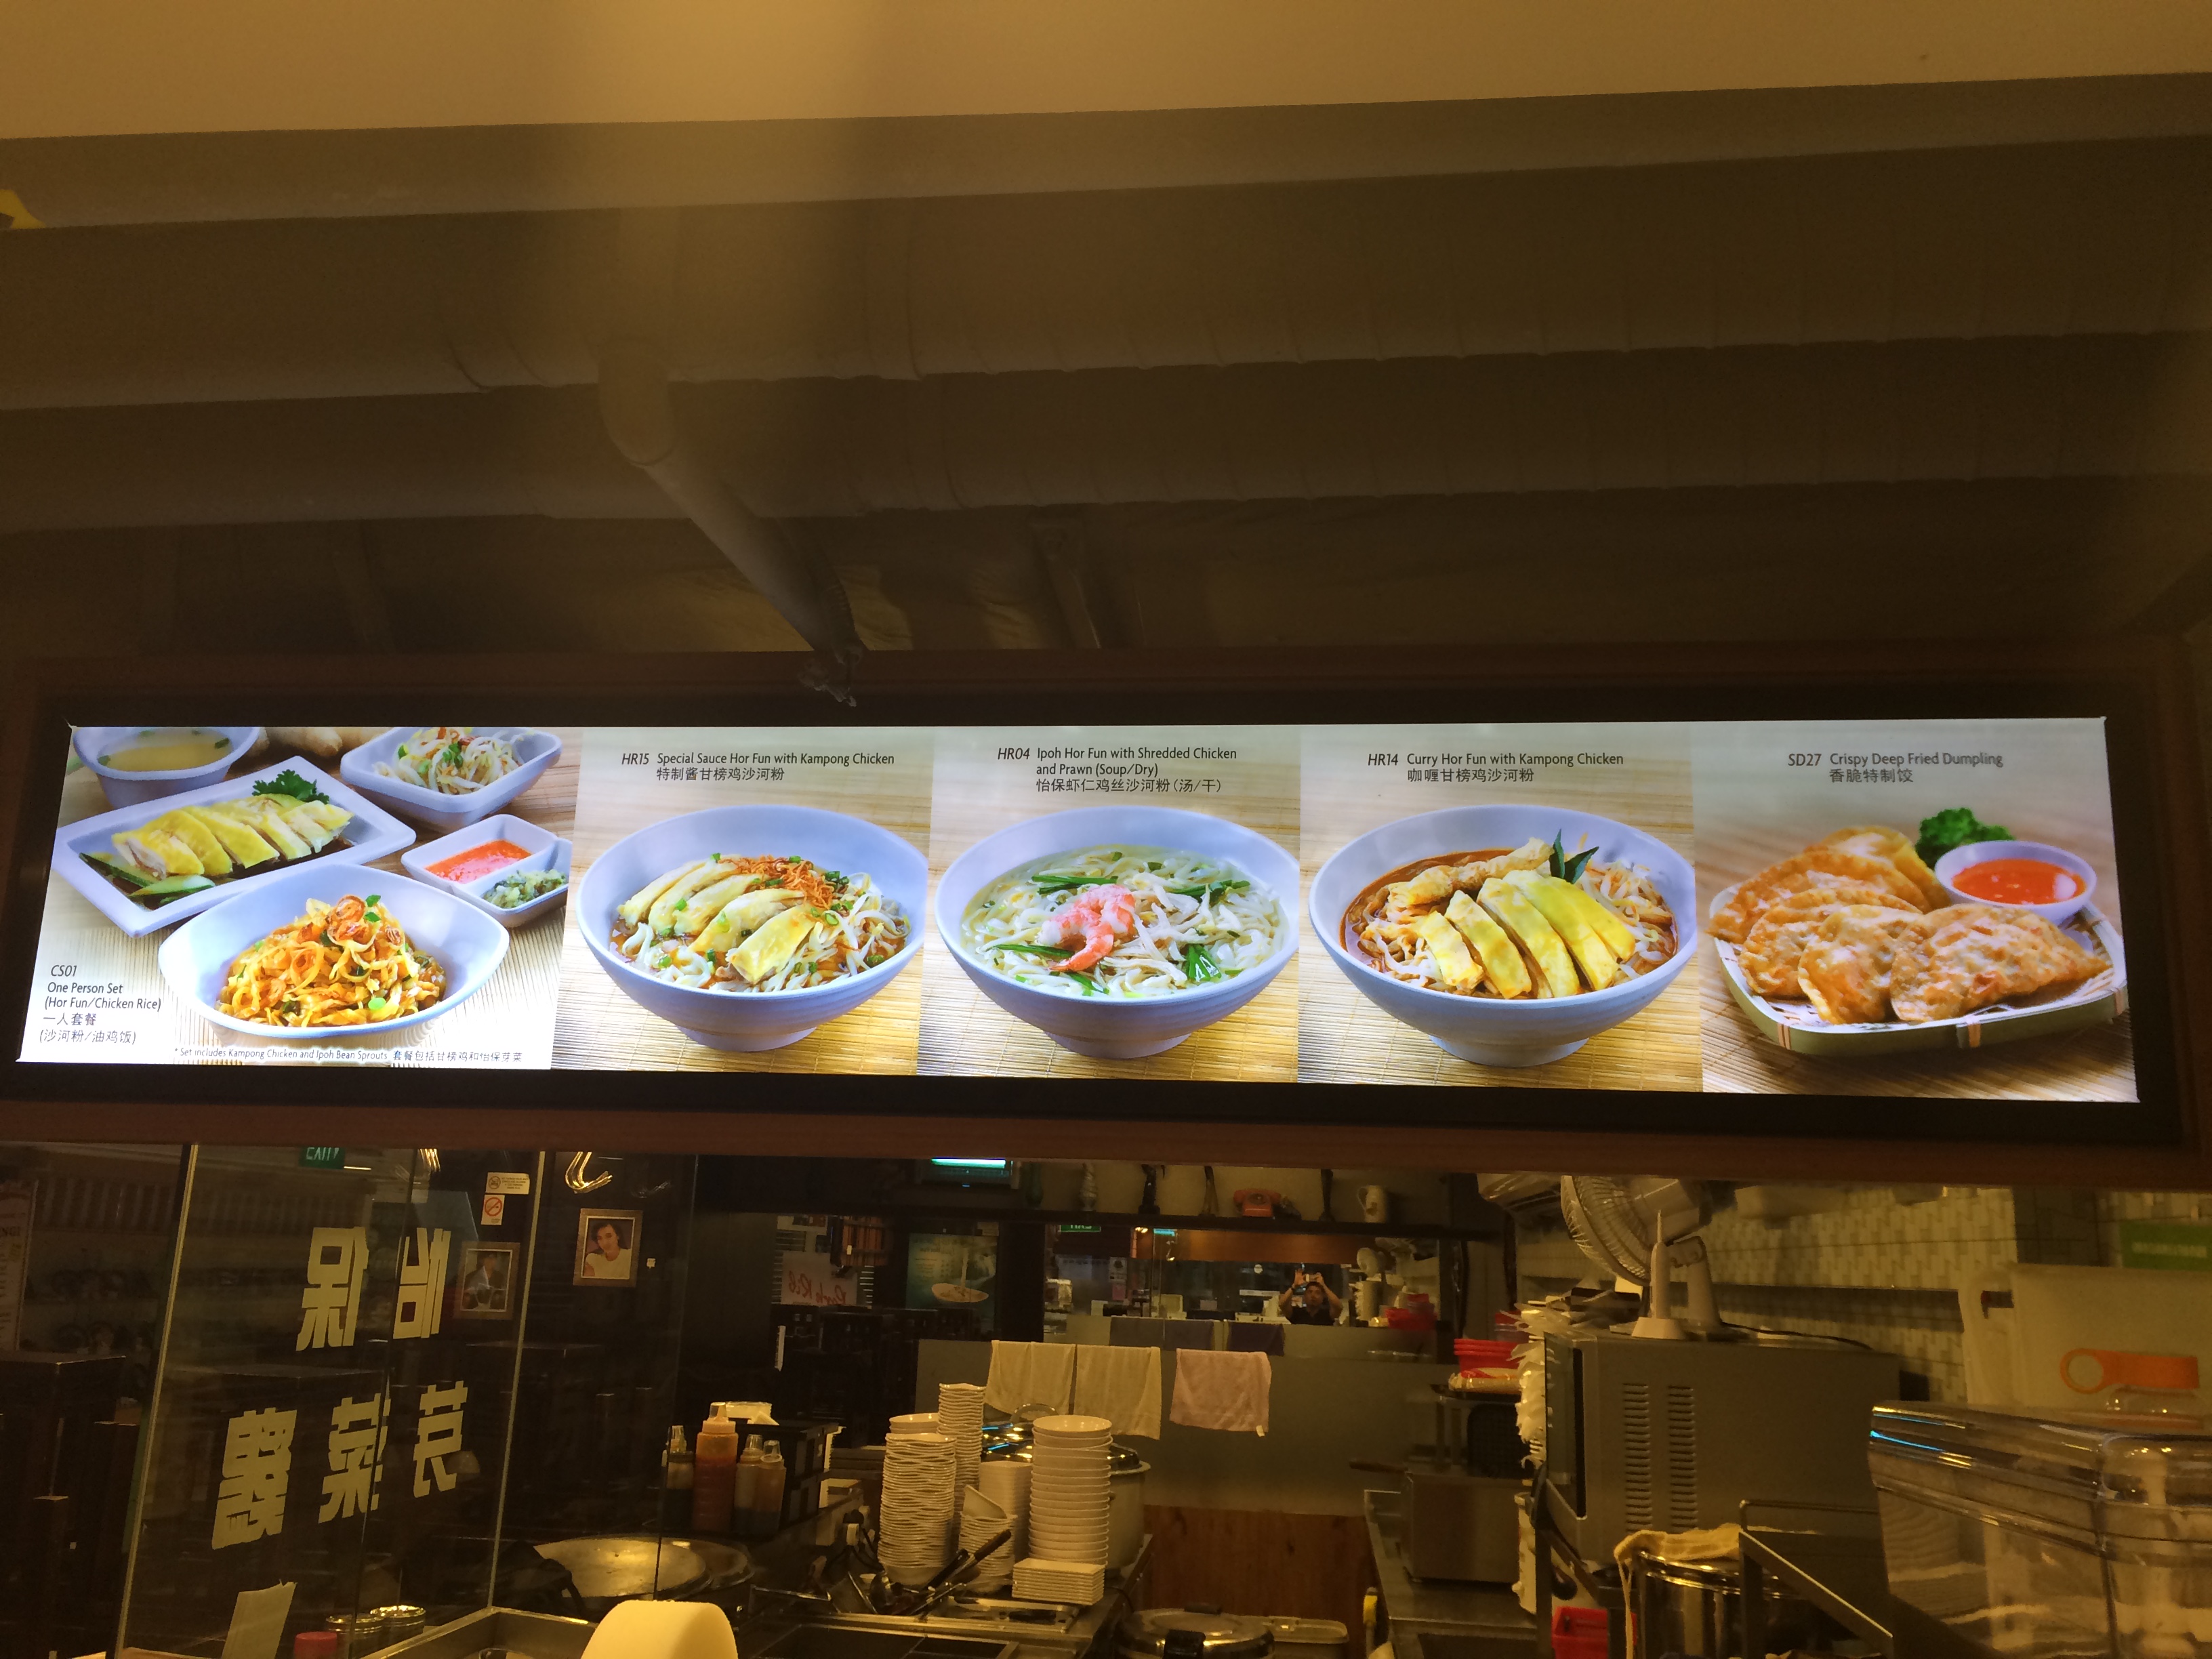 CS01
One Person Set
(Hor Fun/Chicken Rice)
一人套餐
(沙河粉/油鸡饭)
* Set includes Kampong Chicken and Ipoh Bean Sprouts 套餐包括甘榜鸡和怡保芽菜
HR15 Special Sauce Hor Fun with Kampong Chicken
特制酱甘榜鸡沙河粉
HR04 Ipoh Hor Fun with Shredded Chicken
and Prawn (Soup/Dry)
怡保虾仁鸡丝沙河粉(汤/干)
HR14 Curry Hor Fun with Kampong Chicken
咖喱甘榜鸡沙河粉
SD27 Crispy Deep Fried Dumpling
香脆特制饺
EXIT
怡保
芽菜雞